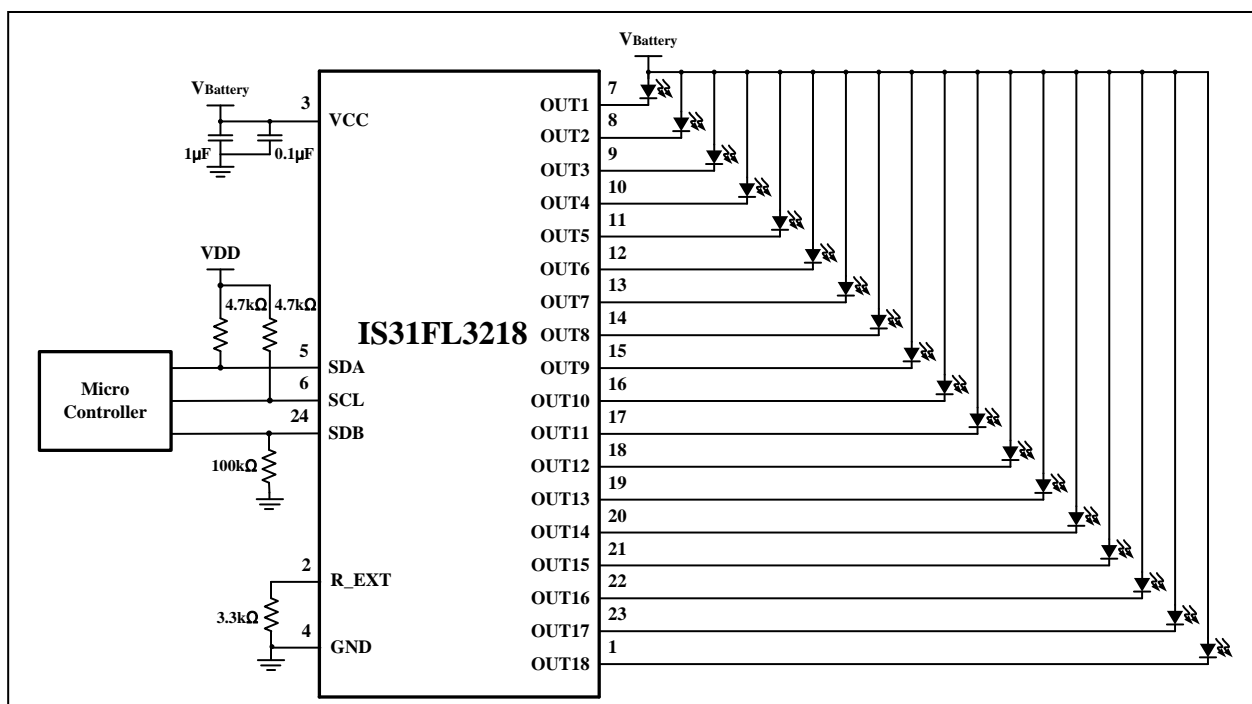 VBattery
3
VCC
1µF
0.1µF
VDD
4.7kΩ
4.7kΩ
Micro
Controller
5
SDA
6
SCL
24
SDB
100kΩ
2
R_EXT
3.3kΩ
4
GND
IS31FL3218
VBattery
7
OUT1
8
OUT2
9
OUT3
10
OUT4
11
OUT5
12
OUT6
13
OUT7
14
OUT8
15
OUT9
16
OUT10
17
OUT11
18
OUT12
19
OUT13
20
OUT14
21
OUT15
22
OUT16
23
OUT17
1
OUT18